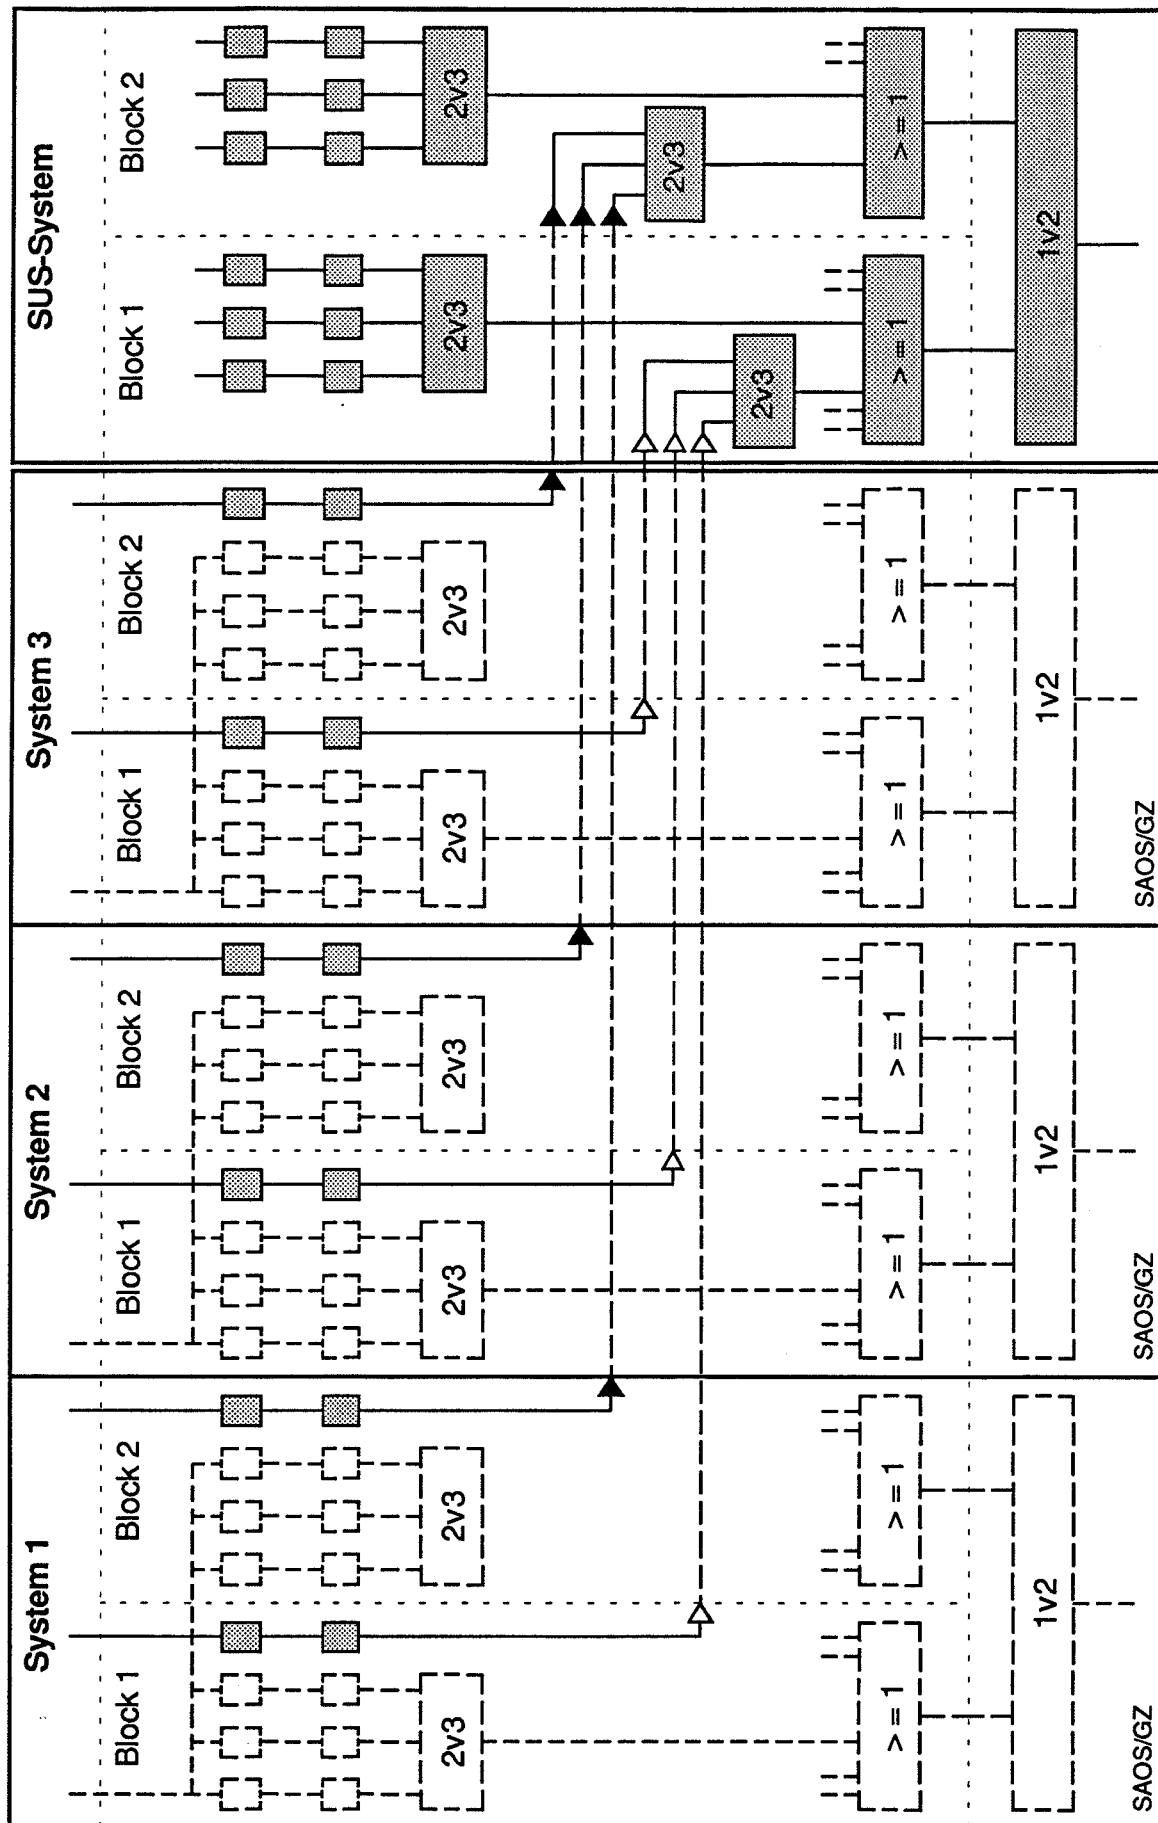 System 1
System 2
System 3
SUS-System
Block 1
Block 2
Block 1
Block 2
Block 1
Block 2
Block 1
Block 2
2v3
2v3
2v3
2v3
2v3
2v3
2v3
2v3
2v3
2v3
>=1
>=1
>=1
>=1
>=1
>=1
>=1
>=1
1v2
1v2
1v2
1v2
SAOS/GZ
SAOS/GZ
SAOS/GZ